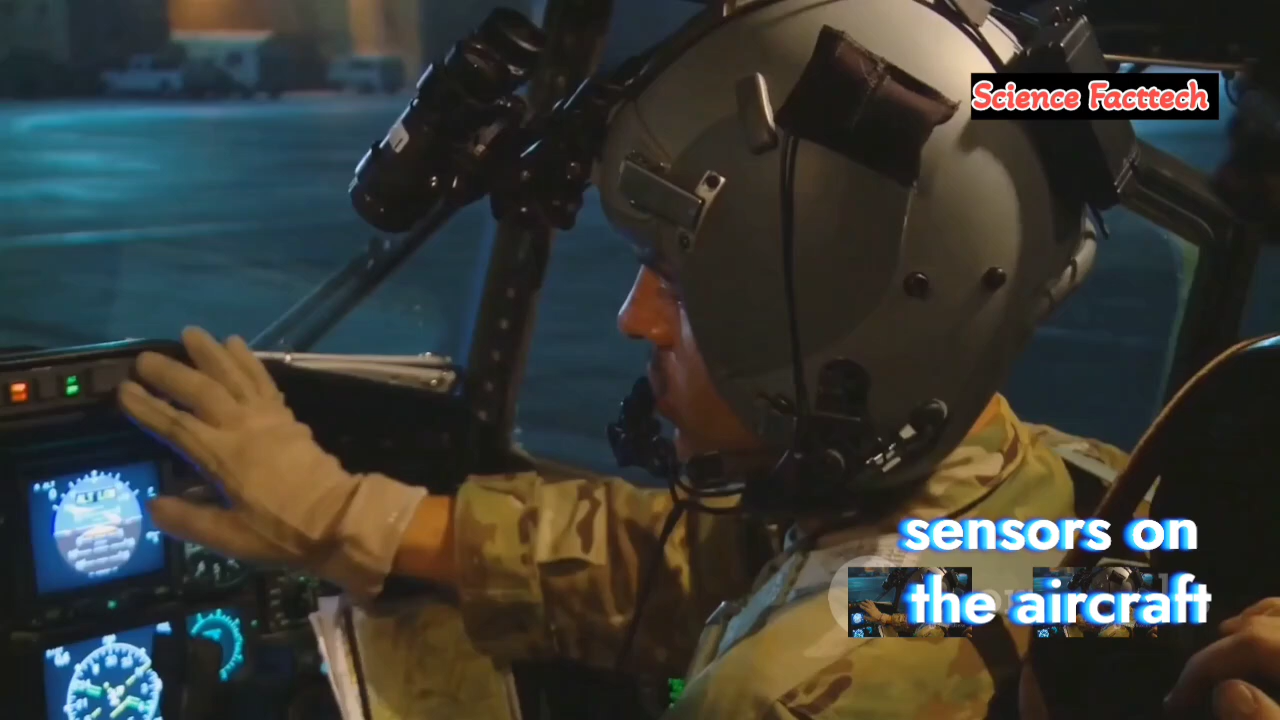 Science Facttech
sensors on
the aircraft